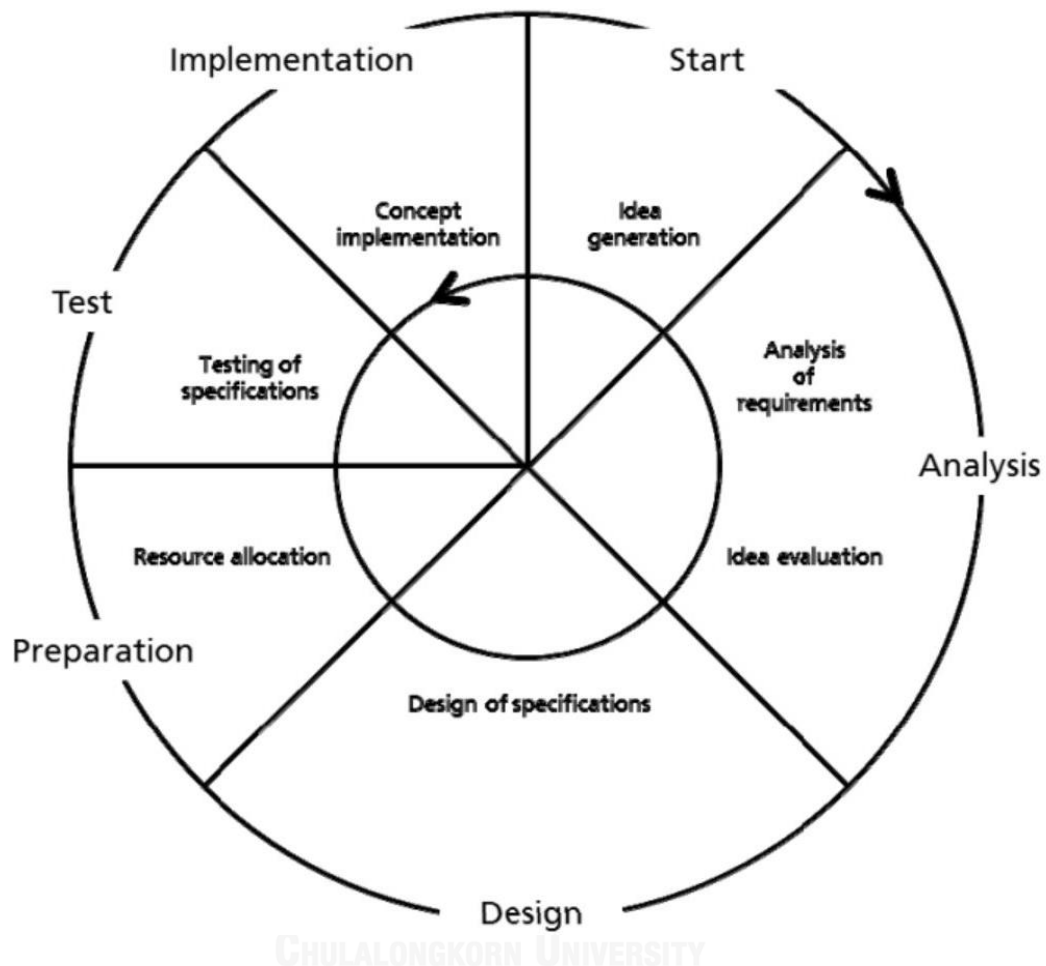 Implementation
Start
Concept
implementation
Idea
generation
Test
Testing of
specifications
Analysis
of
requirements
Analysis
Resource allocation
Idea evaluation
Preparation
Design of specifications
Design
CHULALONGKORN UNIVERSITY